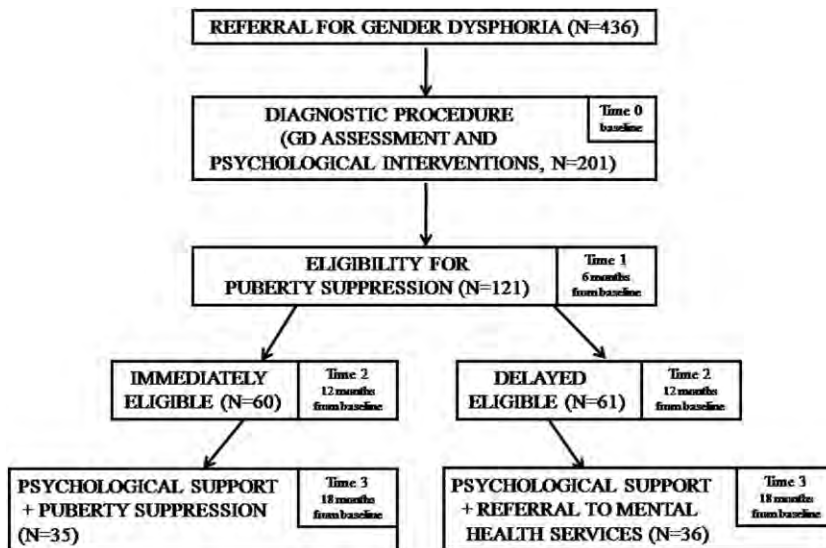 REFERRAL FOR GENDER DYSPHORIA (N=436)
DIAGNOSTIC PROCEDURE
(GD ASSESSMENT AND
PSYCHOLOGICAL INTERVENTIONS, N=201)
Time 0
baseline
ELIGIBILITY FOR
PUBERTY SUPPRESSION (N=121)
Time 1
6 months
from baseline
IMMEDIATELY
ELIGIBLE (N=60)
Time 2
12 months
from baseline
DELAYED
ELIGIBLE (N=61)
Time 2
12 months
from baseline
PSYCHOLOGICAL SUPPORT
+ PUBERTY SUPPRESSION
(N=35)
Time 3
18 months
from baseline
PSYCHOLOGICAL SUPPORT
+ REFERRAL TO MENTAL
HEALTH SERVICES (N=36)
Time 3
18 months
from baseline